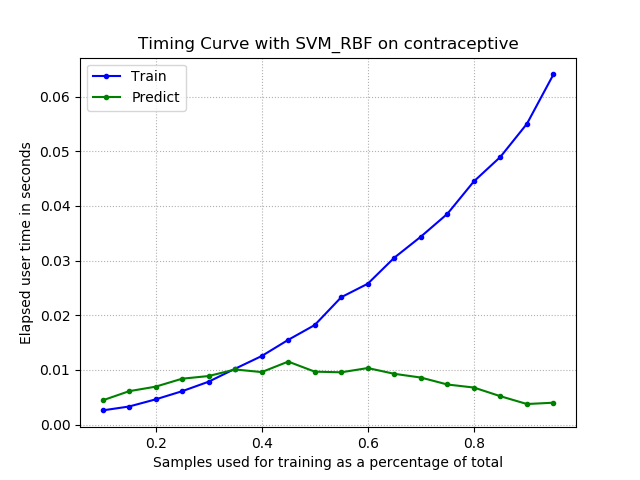 Timing Curve with SVM_RBF on contraceptive
Train
Predict
0.06
0.05
0.04
0.03
0.02
0.01
0.00
Elapsed user time in seconds
0.2 0.4 0.6 0.8
Samples used for training as a percentage of total